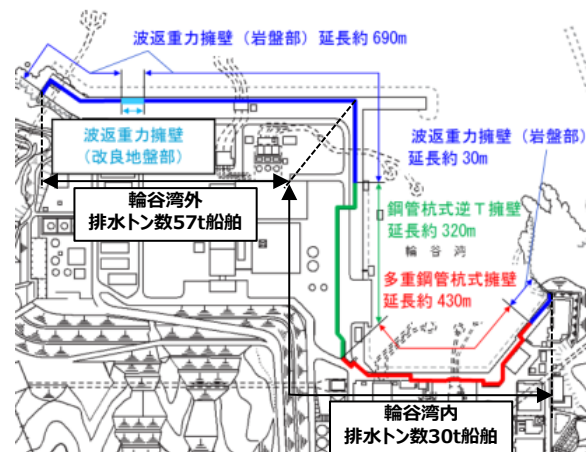 波返重力擁壁（岩盤部）延長約 690m
波返重力擁壁
（改良地盤部）
波返重力擁壁（岩盤部）
延長約 30m
輪谷湾外
排水トン数57t船舶
鋼管杭式逆Ｔ擁壁
延長約 320m
輪谷湾
多重鋼管杭式擁壁
延長約 430m
輪谷湾内
排水トン数30t船舶